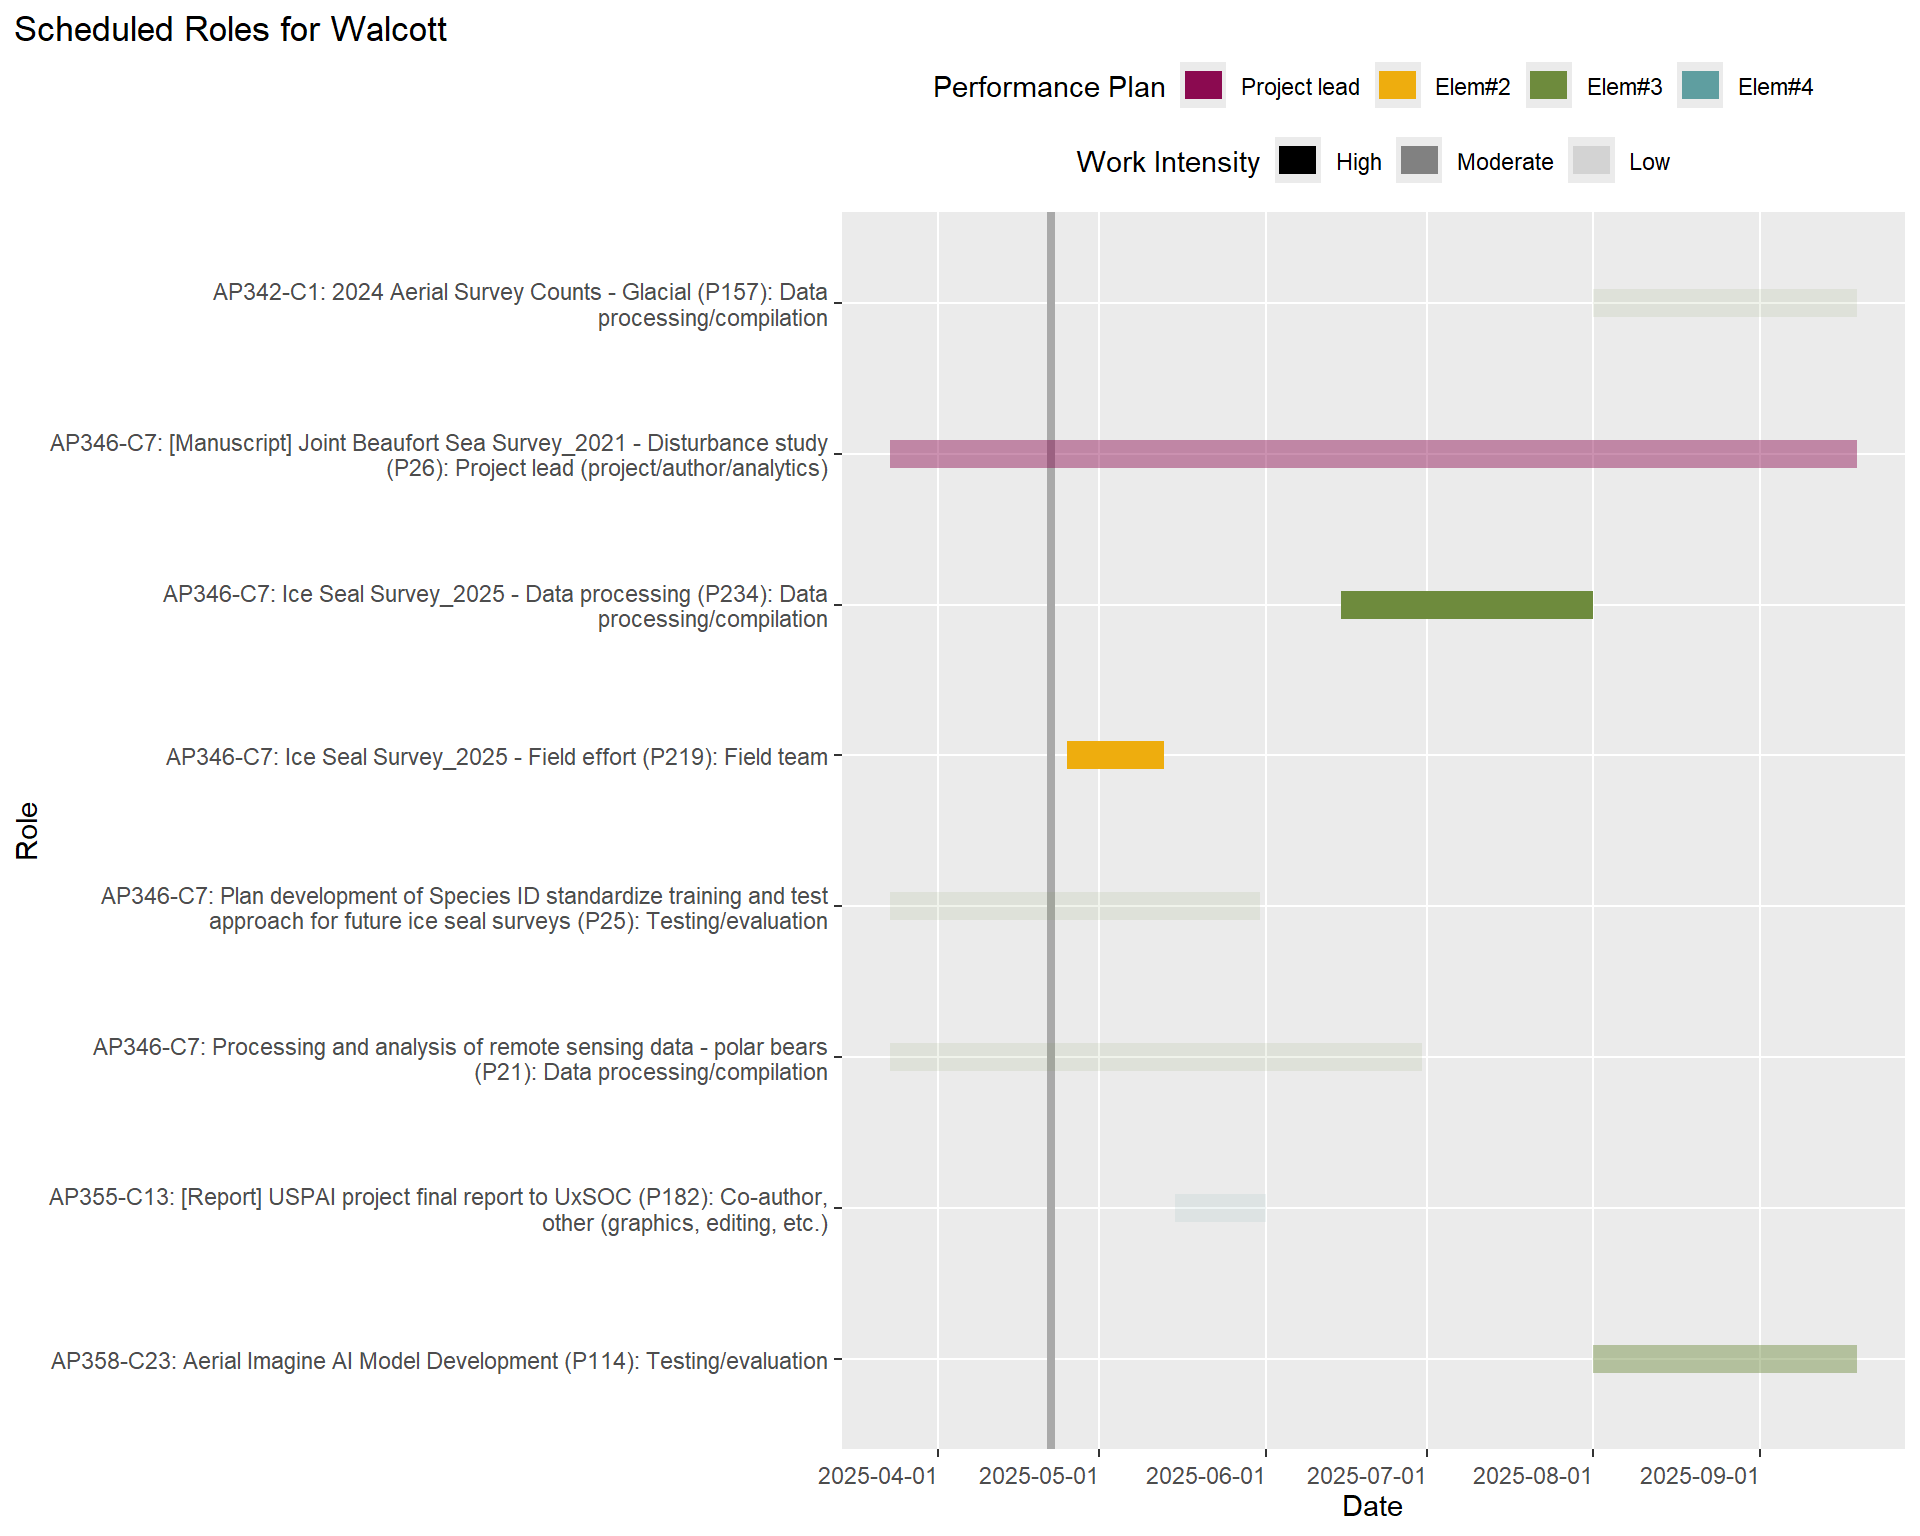 Scheduled Roles for Walcott
Performance Plan Project lead Elem#2 Elem#3 Elem#4
Work Intensity High Moderate Low
AP342-C1: 2024 Aerial Survey Counts - Glacial (P157): Data
processing/compilation
AP346-C7: [Manuscript] Joint Beaufort Sea Survey_2021 - Disturbance study
(P26): Project lead (project/author/analytics)
AP346-C7: Ice Seal Survey_2025 - Data processing (P234): Data
processing/compilation
AP346-C7: Ice Seal Survey_2025 - Field effort (P219): Field team
AP346-C7: Plan development of Species ID standardize training and test
approach for future ice seal surveys (P25): Testing/evaluation
AP346-C7: Processing and analysis of remote sensing data - polar bears
(P21): Data processing/compilation
AP355-C13: [Report] USPAI project final report to UxSOC (P182): Co-author,
other (graphics, editing, etc.)
AP358-C23: Aerial Imagine AI Model Development (P114): Testing/evaluation
Role
2025-04-01 2025-05-01 2025-06-01 2025-07-01 2025-08-01 2025-09-01
Date